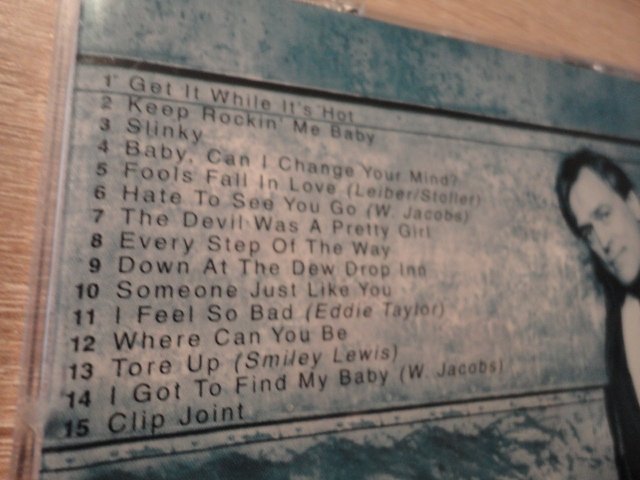 1 Get It While It's Hot
2 Keep Rockin' Me Baby
3 Slinky
4 Baby, Can I Change Your Mind?
5 Fools Fall In Love (Leiber/Stoller)
6 Hate To See You Go (W. Jacobs)
7 The Devil Was A Pretty Girl
8 Every Step Of The Way
9 Down At The Dew Drop Inn
10 Someone Just Like You
11 I Feel So Bad (Eddie Taylor)
12 Where Can You Be
13 Tore Up (Smiley Lewis)
14 I Got To Find My Baby (W. Jacobs)
15 Clip Joint